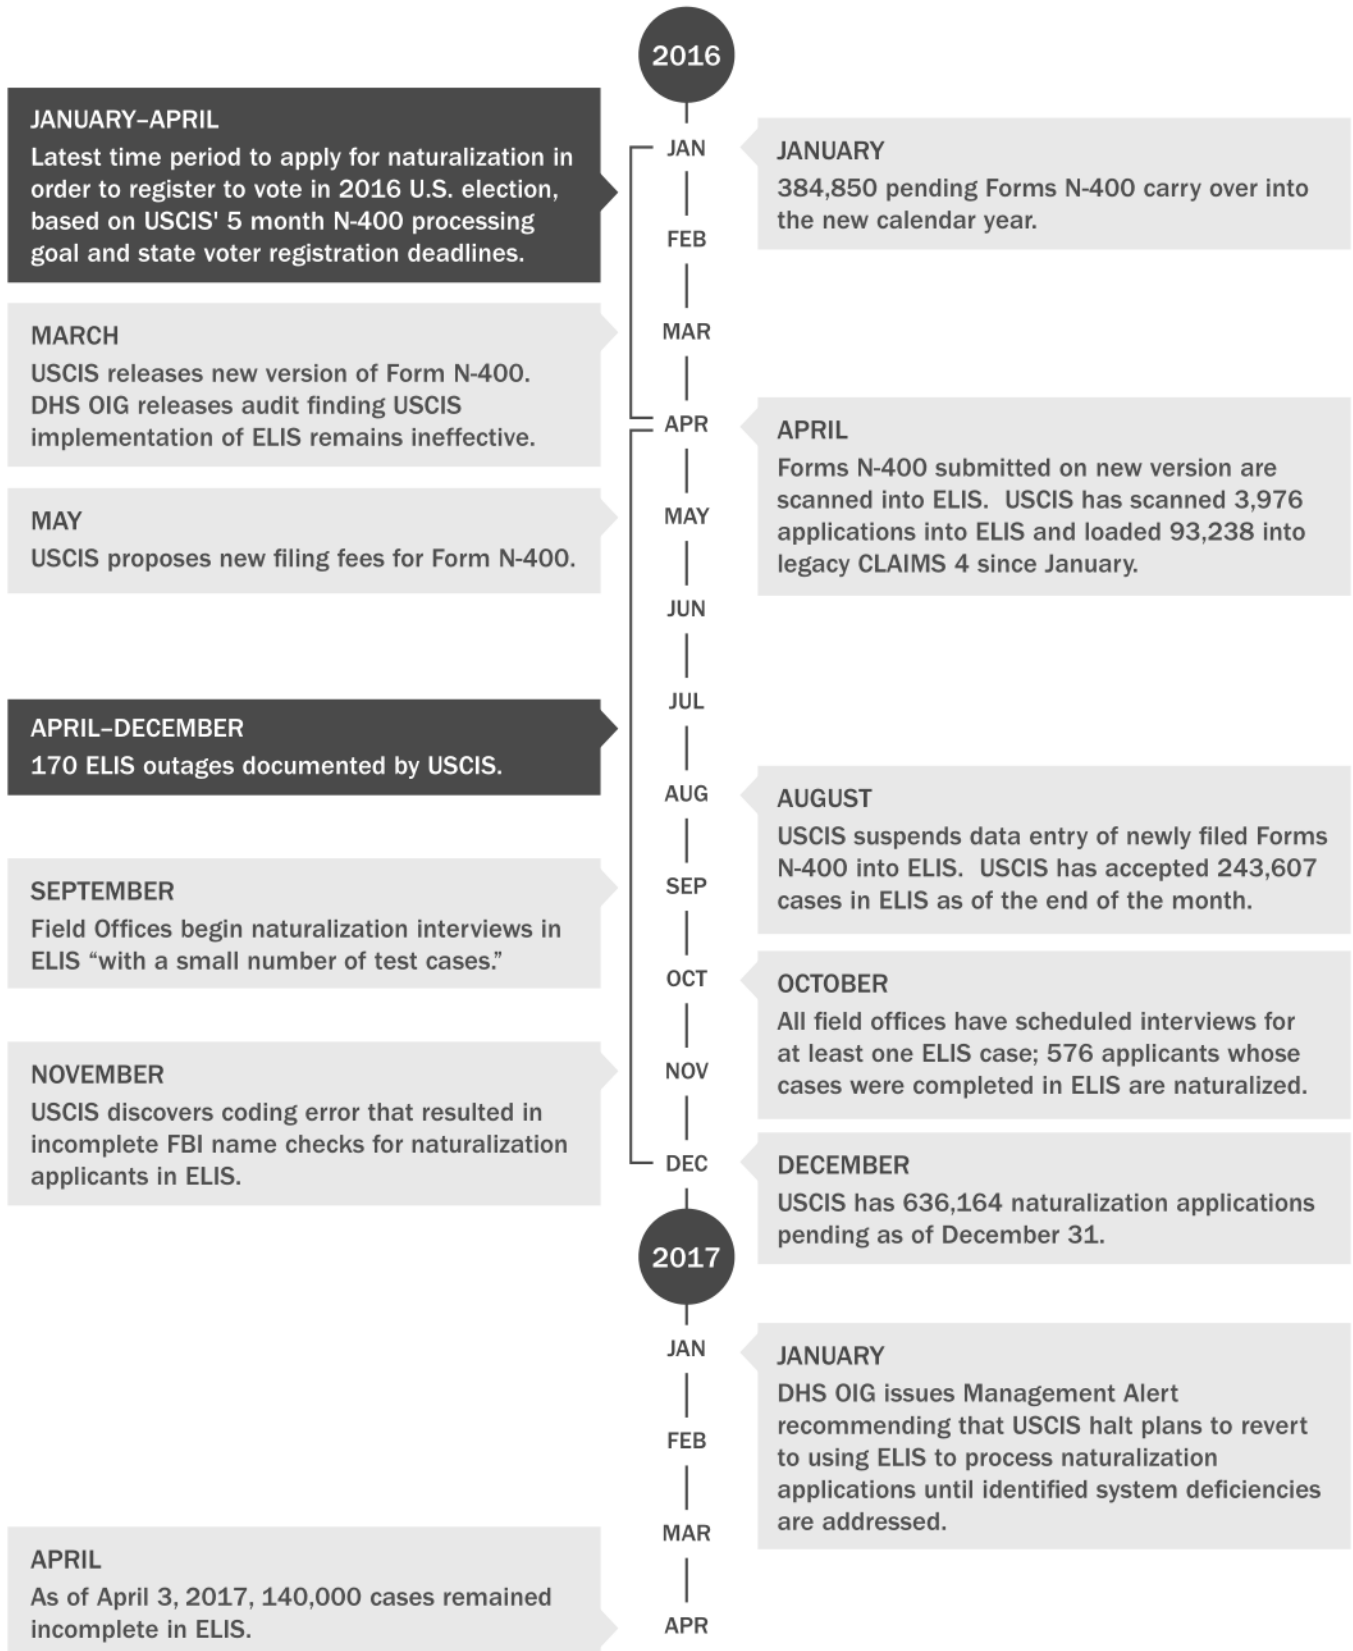 2016
JANUARY–APRIL
Latest time period to apply for naturalization in
order to register to vote in 2016 U.S. election,
based on USCIS' 5 month N-400 processing
goal and state voter registration deadlines.
JAN
JANUARY
384,850 pending Forms N-400 carry over into
the new calendar year.
FEB
MARCH
USCIS releases new version of Form N-400.
DHS OIG releases audit finding USCIS
implementation of ELIS remains ineffective.
MAR
APR
APRIL
Forms N-400 submitted on new version are
scanned into ELIS.  USCIS has scanned 3,976
applications into ELIS and loaded 93,238 into
legacy CLAIMS 4 since January.
MAY
USCIS proposes new filing fees for Form N-400.
MAY
JUN
JUL
APRIL–DECEMBER
170 ELIS outages documented by USCIS.
AUG
AUGUST
USCIS suspends data entry of newly filed Forms
N-400 into ELIS.  USCIS has accepted 243,607
cases in ELIS as of the end of the month.
SEPTEMBER
Field Offices begin naturalization interviews in
ELIS “with a small number of test cases.”
SEP
OCT
OCTOBER
All field offices have scheduled interviews for
at least one ELIS case; 576 applicants whose
cases were completed in ELIS are naturalized.
NOVEMBER
USCIS discovers coding error that resulted in
incomplete FBI name checks for naturalization
applicants in ELIS.
NOV
DEC
DECEMBER
USCIS has 636,164 naturalization applications
pending as of December 31.
2017
JAN
JANUARY
DHS OIG issues Management Alert
recommending that USCIS halt plans to revert
to using ELIS to process naturalization
applications until identified system deficiencies
are addressed.
FEB
MAR
APRIL
As of April 3, 2017, 140,000 cases remained
incomplete in ELIS.
APR